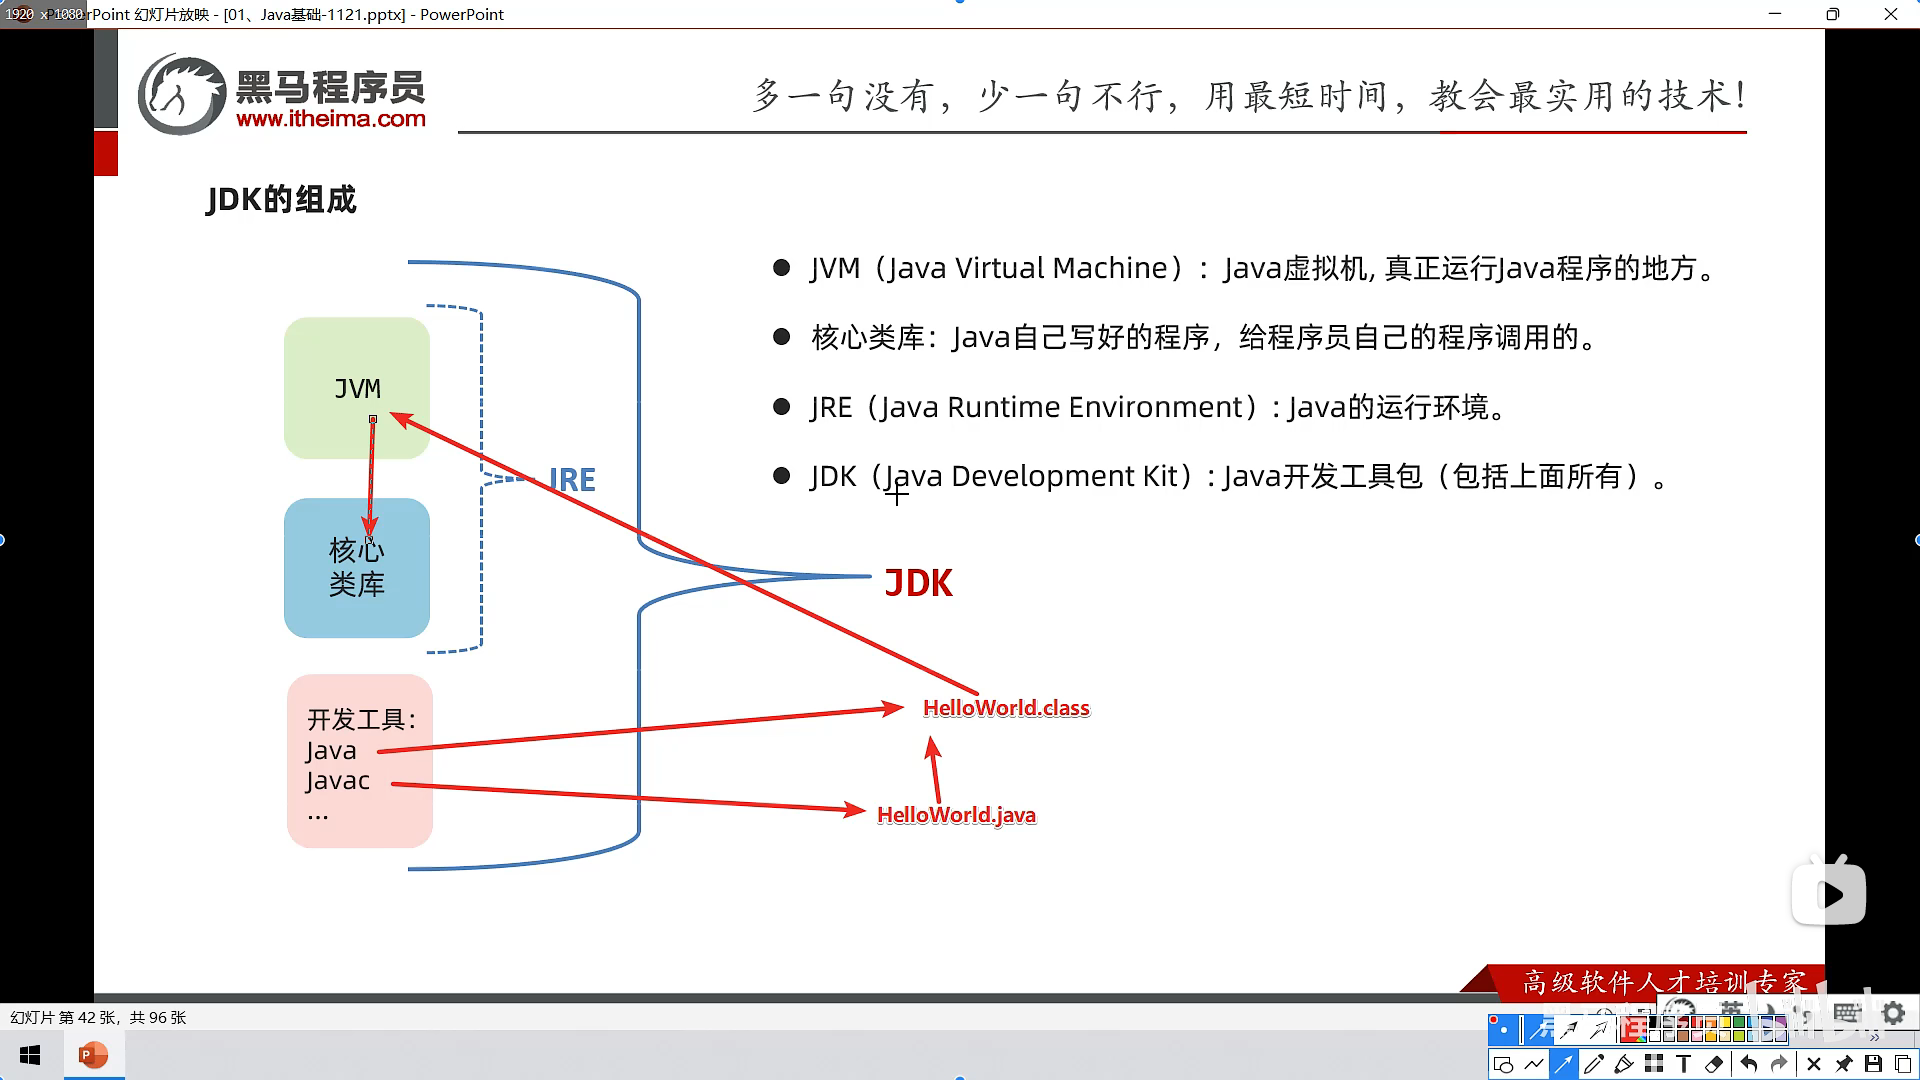 1920 x 1080
PowerPoint 幻灯片放映 - [01、Java基础-1121.pptx] - PowerPoint
黑马程序员
www.itheima.com
多一句没有，少一句不行，用最短时间，教会最实用的技术！
JDK的组成
JVM（Java Virtual Machine）：Java虚拟机, 真正运行Java程序的地方。
核心类库：Java自己写好的程序，给程序员自己的程序调用的。
JRE（Java Runtime Environment）: Java的运行环境。
JDK（Java Development Kit）: Java开发工具包（包括上面所有）。
JVM
JRE
核心
类库
JDK
开发工具：
Java
Javac
...
HelloWorld.class
HelloWorld.java
高级软件人才培训专家
英
幻灯片 第 42 张，共 96 张